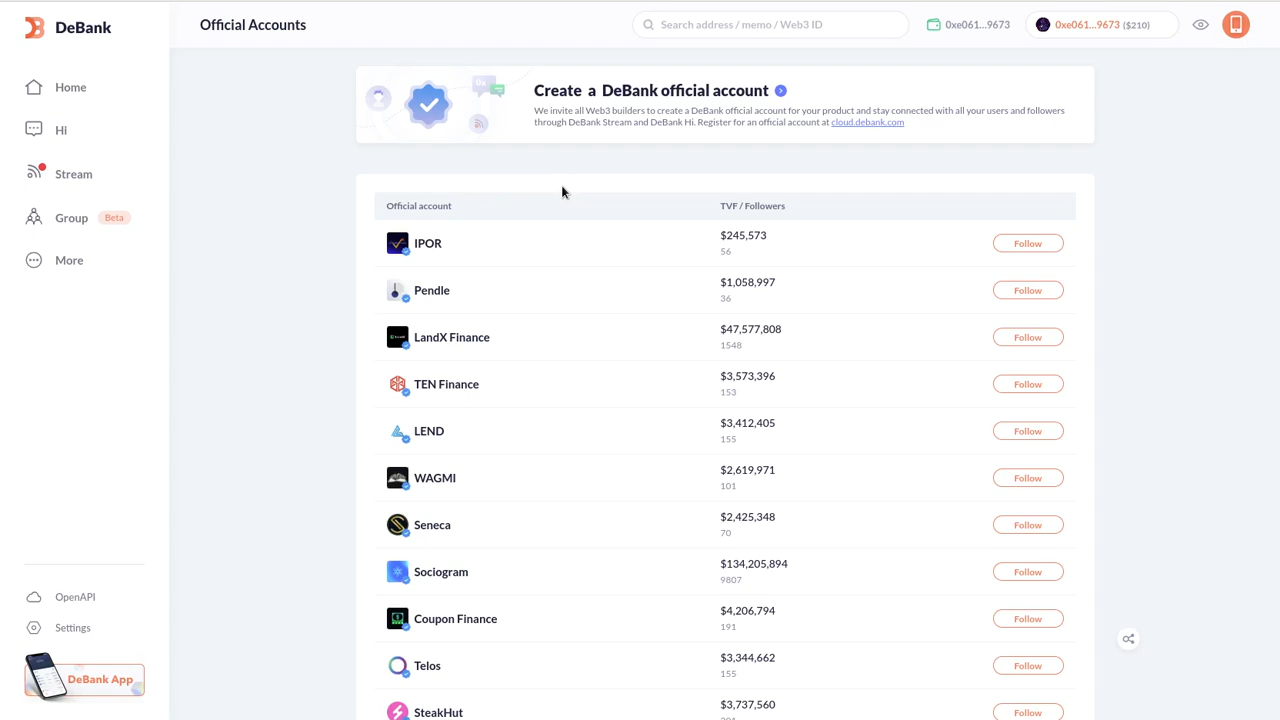 DeBank
Official Accounts
Search address / memo / Web3 ID
0xe061...9673
0xe061...9673 ($210)
Home
Hi
Stream
Group Beta
More
OpenAPI
Settings
DeBank App
Create a DeBank official account
We invite all Web3 builders to create a DeBank official account for your product and stay connected with all your users and followers
through DeBank Stream and DeBank Hi. Register for an official account at cloud.debank.com
Official account TVF / Followers
IPOR $245,573 Follow
56
Pendle $1,058,997 Follow
36
LandX Finance $47,577,808 Follow
1548
TEN Finance $3,573,396 Follow
153
LEND $3,412,405 Follow
155
WAGMI $2,619,971 Follow
101
Seneca $2,425,348 Follow
70
Sociogram $134,205,894 Follow
9807
Coupon Finance $4,206,794 Follow
191
Telos $3,344,662 Follow
155
SteakHut $3,737,560 Follow